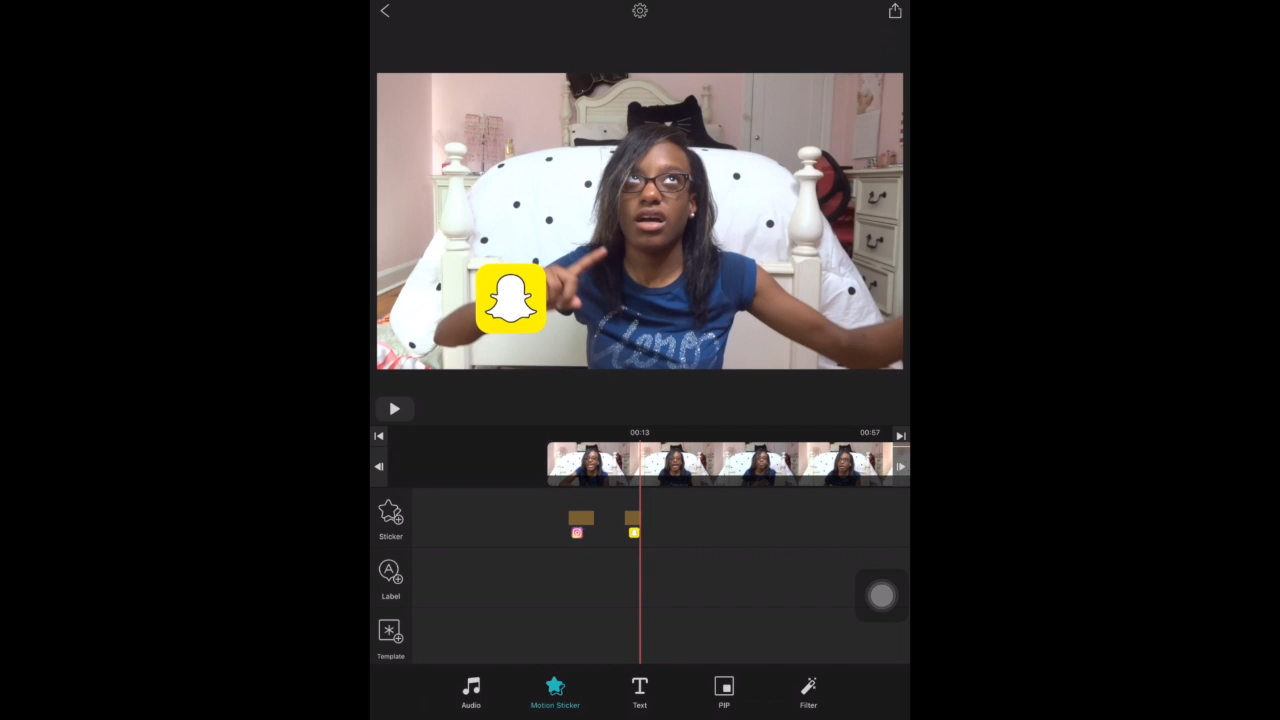 00:13
00:57
Sticker
Label
Template
Audio
Motion Sticker
Text
PIP
Filter